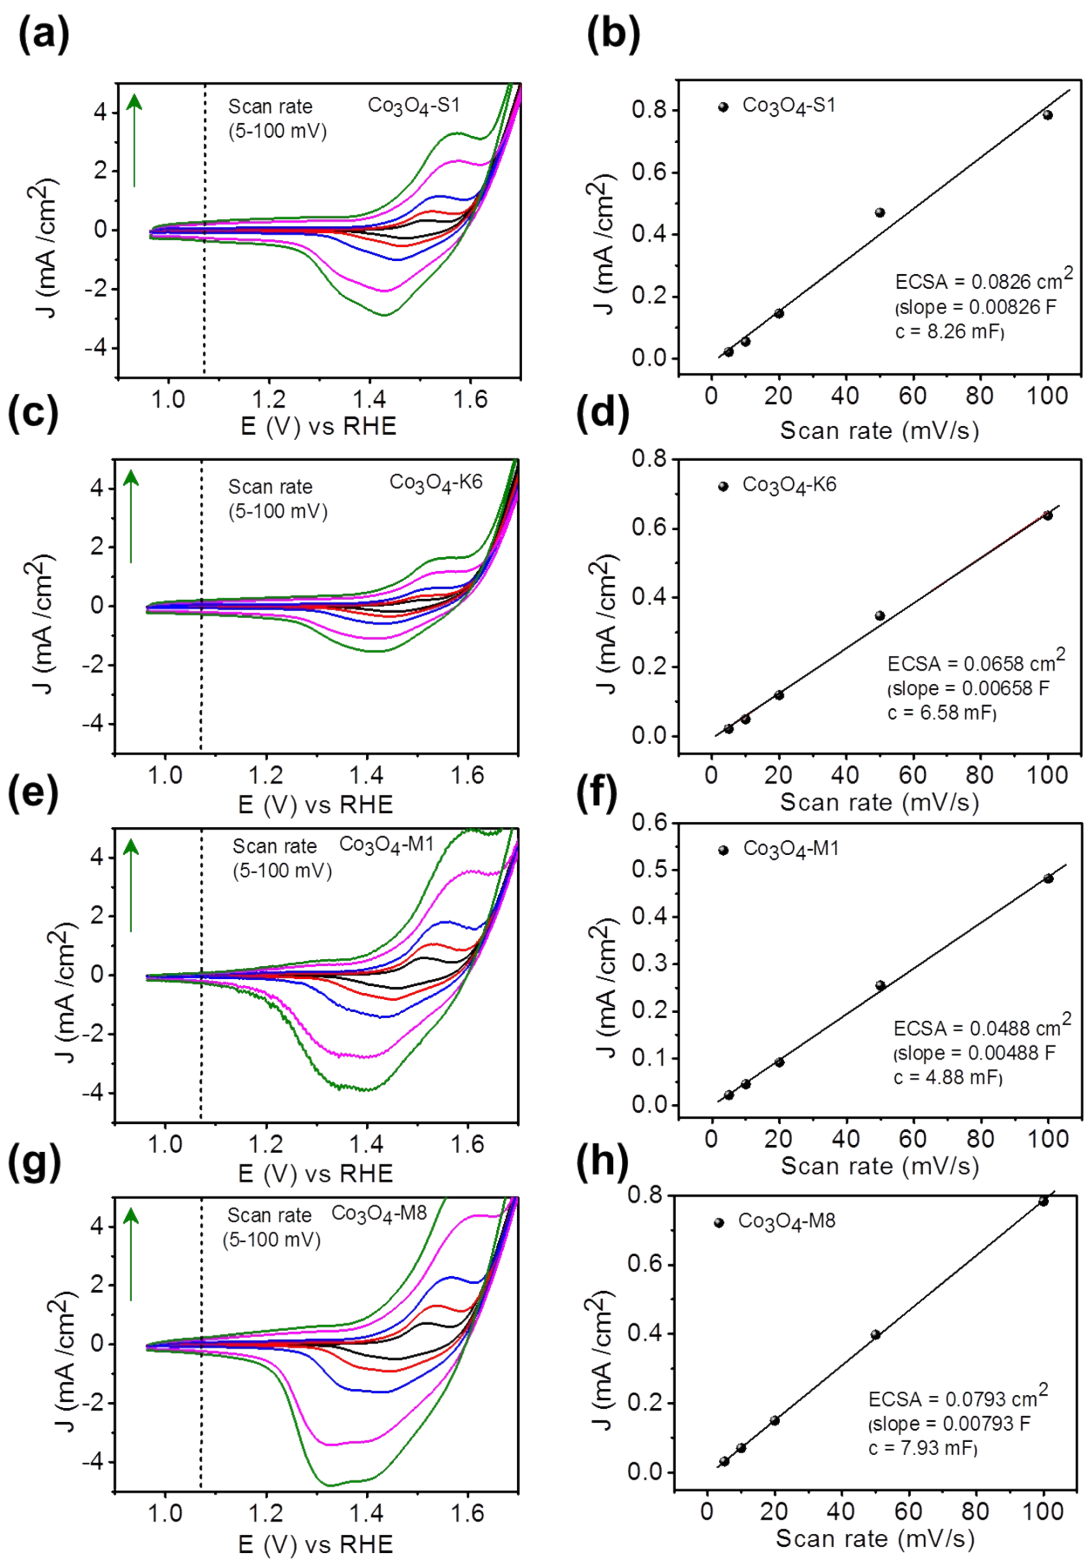 (a)
Scan rate
(5-100 mV)
Co3O4-S1
4
2
0
-2
-4
J (mA /cm2)
1.0
1.2
1.4
1.6
E (V) vs RHE
(b)
Co3O4-S1
0.8
0.6
0.4
0.2
0.0
J (mA /cm2)
ECSA = 0.0826 cm2
(slope = 0.00826 F
c = 8.26 mF)
0
20
40
60
80
100
Scan rate (mV/s)
(c)
Scan rate
(5-100 mV)
Co3O4-K6
4
2
0
-2
-4
J (mA /cm2)
1.0
1.2
1.4
1.6
E (V) vs RHE
(d)
Co3O4-K6
0.8
0.6
0.4
0.2
0.0
J (mA /cm2)
ECSA = 0.0658 cm2
(slope = 0.00658 F
c = 6.58 mF)
0
20
40
60
80
100
Scan rate (mV/s)
(e)
Scan rate
(5-100 mV)
Co3O4-M1
4
2
0
-2
-4
J (mA /cm2)
1.0
1.2
1.4
1.6
E (V) vs RHE
(f)
Co3O4-M1
0.6
0.5
0.4
0.3
0.2
0.1
0.0
J (mA /cm2)
ECSA = 0.0488 cm2
(slope = 0.00488 F
c = 4.88 mF)
0
20
40
60
80
100
Scan rate (mV/s)
(g)
Scan rate
(5-100 mV)
Co3O4-M8
4
2
0
-2
-4
J (mA /cm2)
1.0
1.2
1.4
1.6
E (V) vs RHE
(h)
Co3O4-M8
0.8
0.6
0.4
0.2
0.0
J (mA /cm2)
ECSA = 0.0793 cm2
(slope = 0.00793 F
c = 7.93 mF)
0
20
40
60
80
100
Scan rate (mV/s)